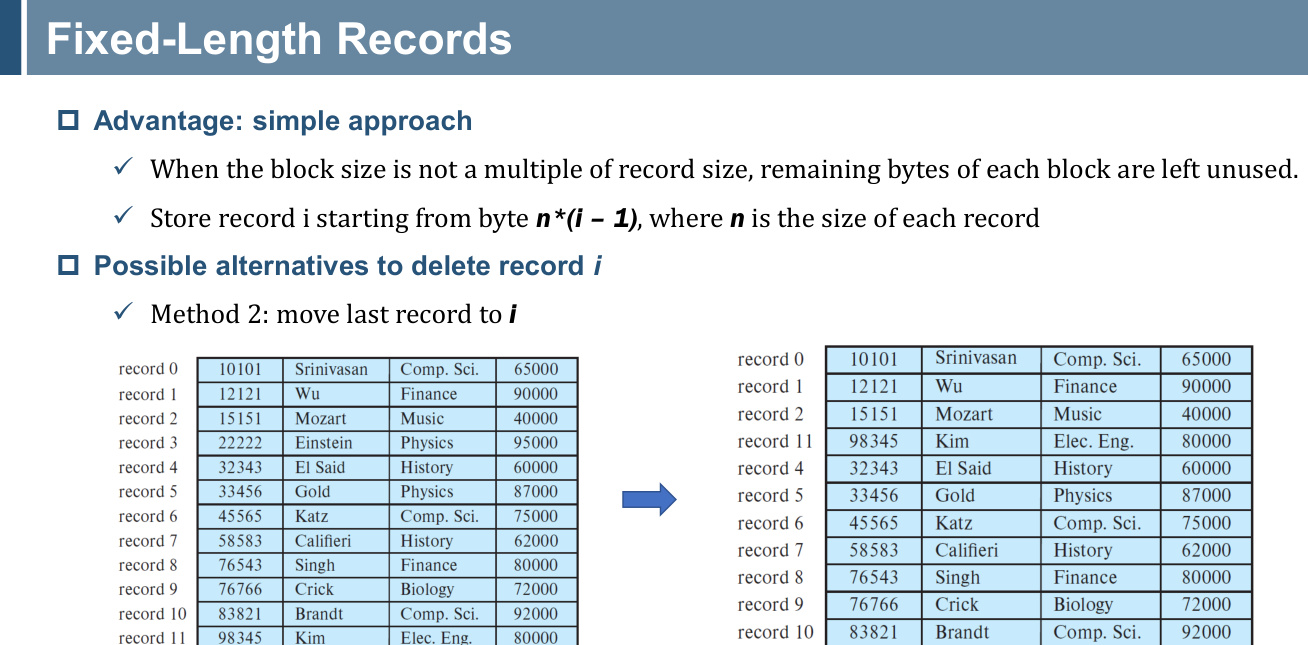 Fixed-Length Records
Advantage: simple approach
When the block size is not a multiple of record size, remaining bytes of each block are left unused.
Store record i starting from byte n*(i – 1), where n is the size of each record
Possible alternatives to delete record i
Method 2: move last record to i
record 0 10101 Srinivasan Comp. Sci. 65000
record 1 12121 Wu Finance 90000
record 2 15151 Mozart Music 40000
record 3 22222 Einstein Physics 95000
record 4 32343 El Said History 60000
record 5 33456 Gold Physics 87000
record 6 45565 Katz Comp. Sci. 75000
record 7 58583 Califieri History 62000
record 8 76543 Singh Finance 80000
record 9 76766 Crick Biology 72000
record 10 83821 Brandt Comp. Sci. 92000
record 11 98345 Kim Elec. Eng. 80000
record 0 10101 Srinivasan Comp. Sci. 65000
record 1 12121 Wu Finance 90000
record 2 15151 Mozart Music 40000
record 11 98345 Kim Elec. Eng. 80000
record 4 32343 El Said History 60000
record 5 33456 Gold Physics 87000
record 6 45565 Katz Comp. Sci. 75000
record 7 58583 Califieri History 62000
record 8 76543 Singh Finance 80000
record 9 76766 Crick Biology 72000
record 10 83821 Brandt Comp. Sci. 92000